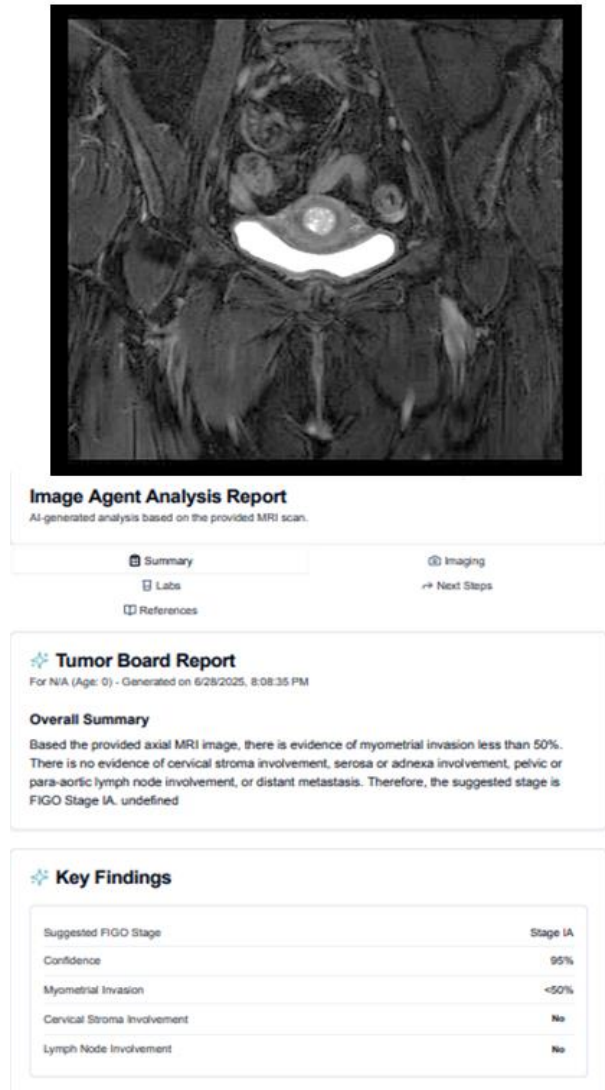 Image Agent Analysis Report
AI-generated analysis based on the provided MRI scan.
Summary
Imaging
Labs
Next Steps
References
Tumor Board Report
For N/A (Age: 0) - Generated on 6/28/2025, 8:08:35 PM
Overall Summary
Based the provided axial MRI image, there is evidence of myometrial invasion less than 50%.
There is no evidence of cervical stroma involvement, serosa or adnexa involvement, pelvic or
para-aortic lymph node involvement, or distant metastasis. Therefore, the suggested stage is
FIGO Stage IA. undefined
Key Findings
Suggested FIGO Stage Stage IA
Confidence 95%
Myometrial Invasion <50%
Cervical Stroma Involvement No
Lymph Node Involvement No